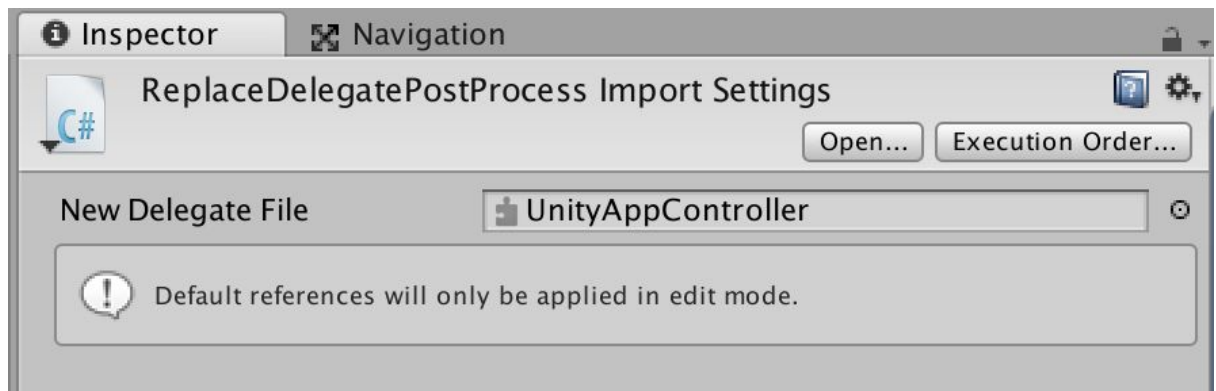 Inspector
Navigation
ReplaceDelegatePostProcess Import Settings
C#
Open...
Execution Order...
New Delegate File
UnityAppController
Default references will only be applied in edit mode.